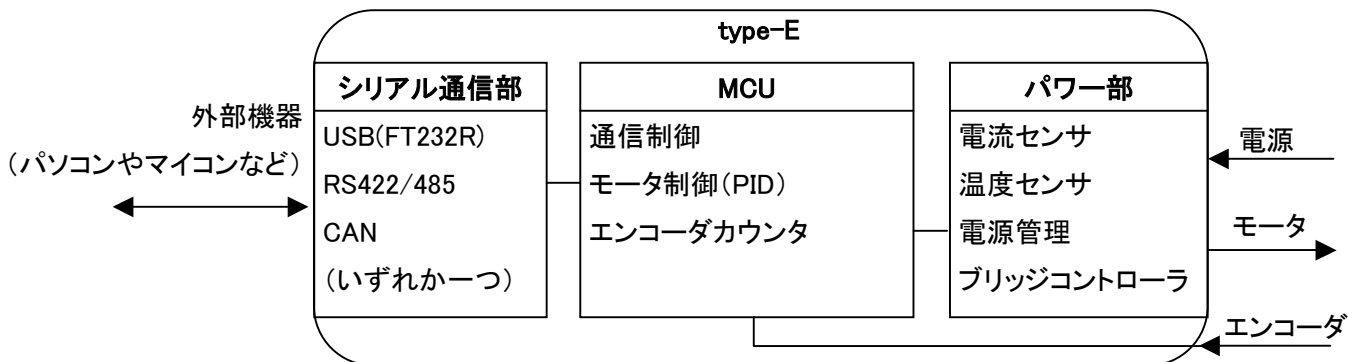 type-E
外部機器
（パソコンやマイコンなど）
シリアル通信部
USB(FT232R)
RS422/485
CAN
(いずれか一つ)
MCU
通信制御
モータ制御(PID)
エンコーダカウンタ
パワー部
電流センサ
温度センサ
電源管理
ブリッジコントローラ
電源
モータ
エンコーダ